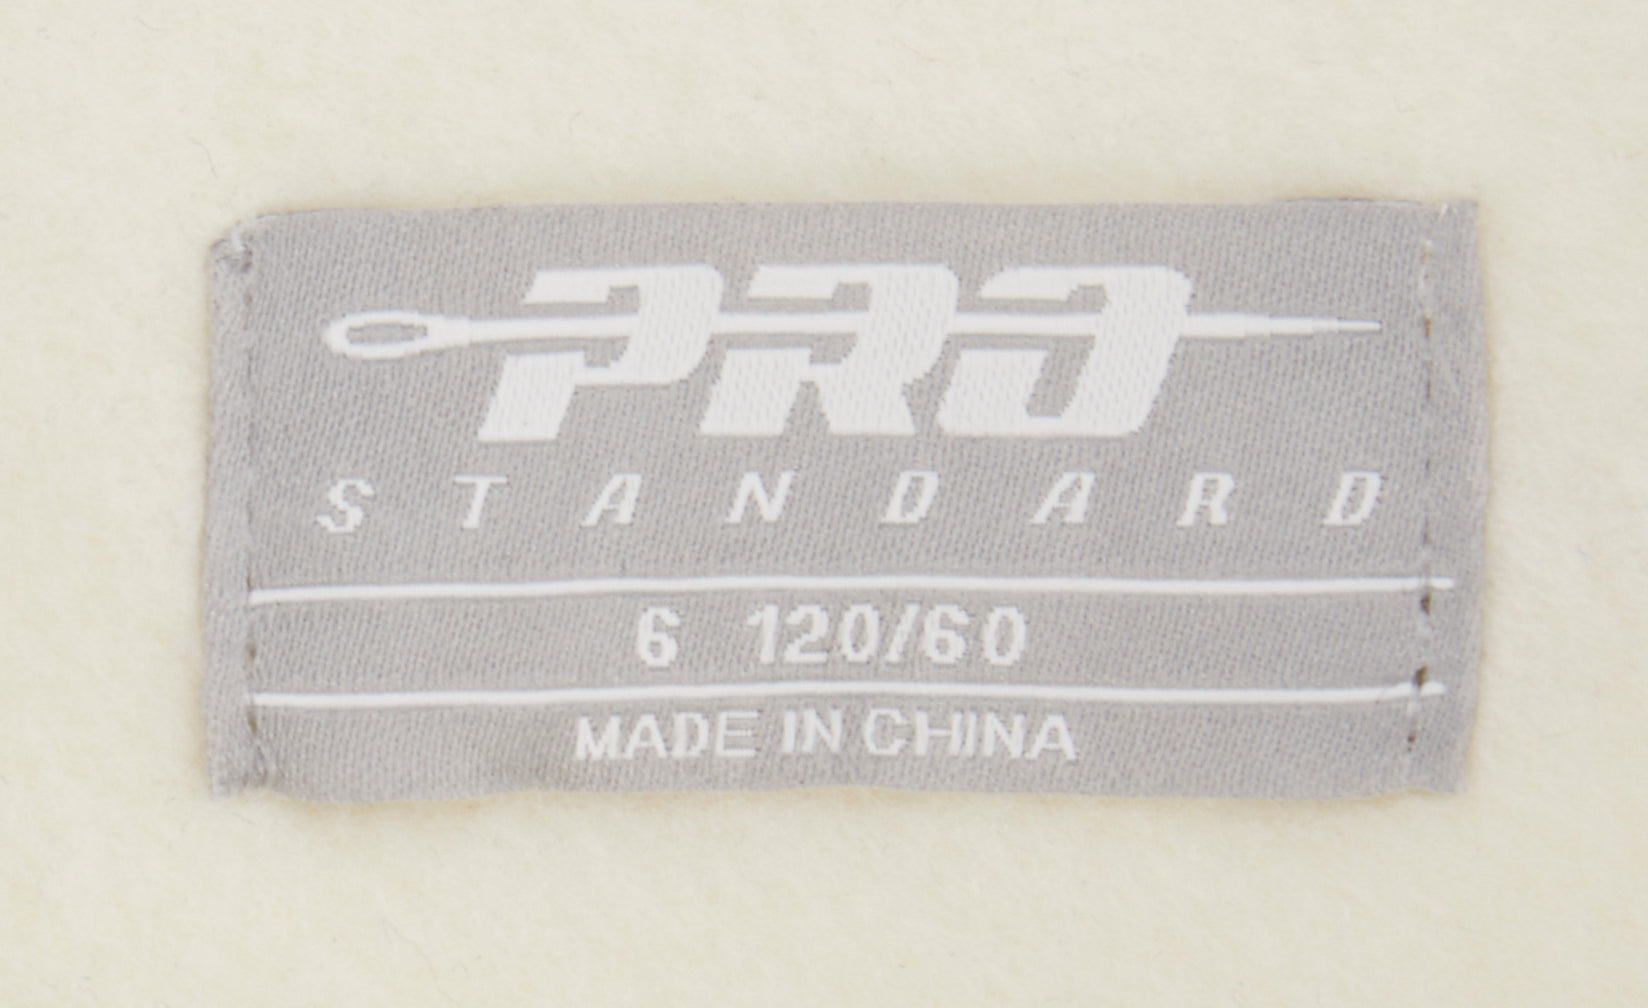 PRO
STANDARD
6 120/60
MADE IN CHINA